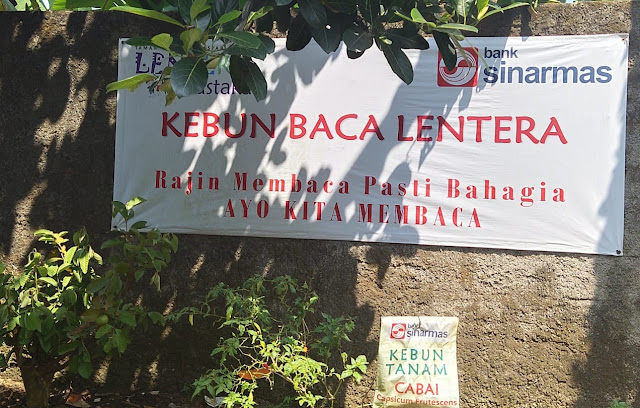 bank
sinarmas
KEBUN BACA LENTERA
Rajin Membaca Pasti Bahagia
AYO KITA MEMBACA
bank
sinarmas
KEBUN
TANAM
CABAI
Capsicum Frutescens